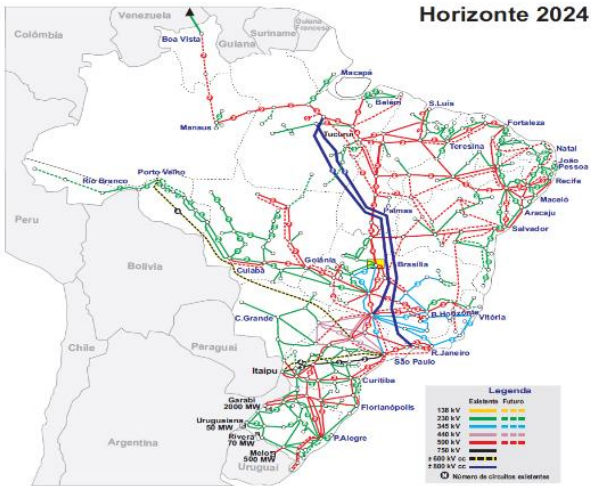 Horizonte 2024
Venezuela
Colômbia
Boa Vista
Guiana
Suriname
Guiana
Francesa
Macapá
Belém
S.Luís
Fortaleza
Manaus
Tucuruí
Teresina
Natal
João
Pessoa
Recife
Maceió
Aracaju
Salvador
Porto Velho
Rio Branco
Palmas
Peru
Bolívia
Cuiabá
Goiânia
Brasília
C.Grande
B.Horizonte
Vitória
Chile
Paraguai
R.Janeiro
São Paulo
Itaipu
Curitiba
Garabi
2000 MW
Florianópolis
Uruguaiana
50 MW
Rivera
70 MW
P.Alegre
Melo
500 MW
Argentina
Uruguai
Legenda
Existente Futuro
138 kV
230 kV
345 kV
440 kV
500 kV
750 kV
± 600 kV cc
± 800 kV cc
N Número de circuitos existentes